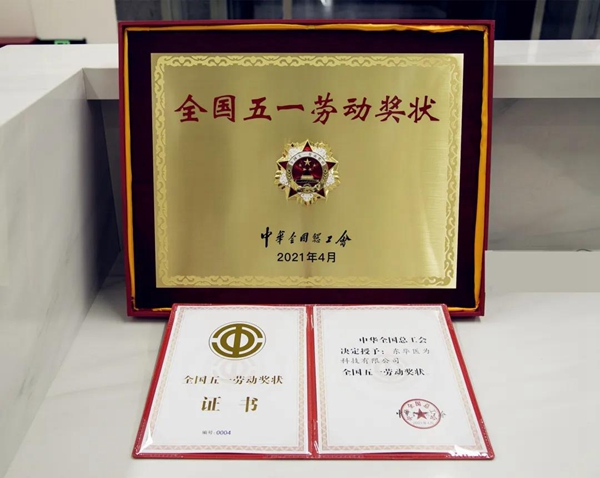 全国五一劳动奖状
中华全国总工会
2021年4月
全国五一劳动奖状
证书
编号:0004
中华全国总工会
决定授予：东华医为
科技有限公司
全国五一劳动奖状